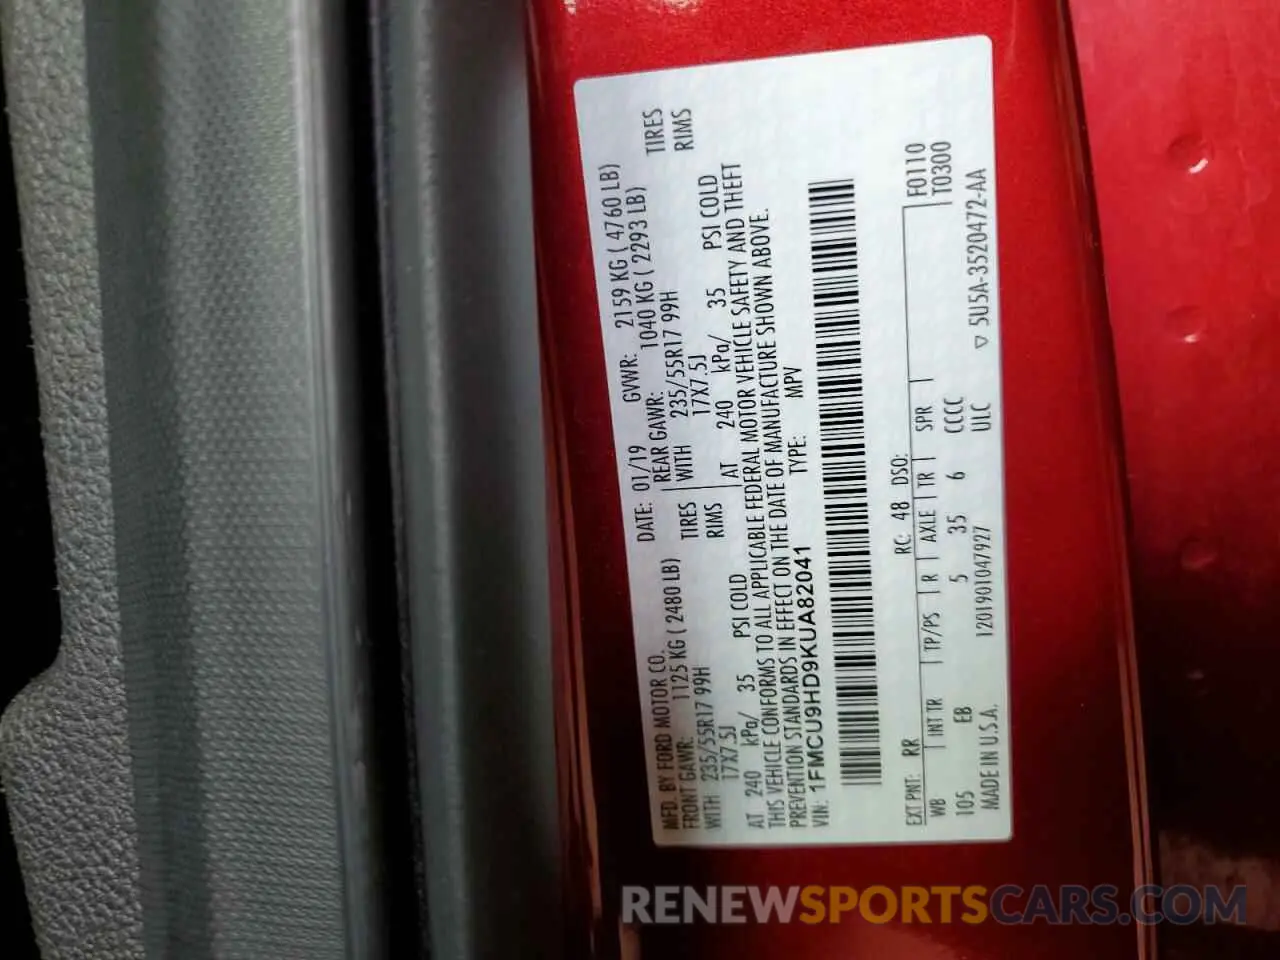 MFD. BY FORD MOTOR CO. DATE: 01/19 GVWR: 2159 KG ( 4760 LB)
FRONT GAWR: 1125 KG ( 2480 LB) REAR GAWR: 1040 KG ( 2293 LB)
WITH 235/55R17 99H TIRES WITH 235/55R17 99H TIRES
17X7.5J RIMS 17X7.5J RIMS
AT 240 kPa/ 35 PSI COLD AT 240 kPa/ 35 PSI COLD
THIS VEHICLE CONFORMS TO ALL APPLICABLE FEDERAL MOTOR VEHICLE SAFETY AND THEFT
PREVENTION STANDARDS IN EFFECT ON THE DATE OF MANUFACTURE SHOWN ABOVE.
VIN: 1FMCU9HD9KUA82041 TYPE: MPV
EXT PNT: RR RC: 48 DSO: F0110
WB INT TR TP/PS R AXLE TR SPR T0300
105 EB 5 35 6 CCCC
MADE IN U.S.A. 1201901047927 ULC ▽ 5U5A-3520472-AA
RENEWSPORTSCARS.COM